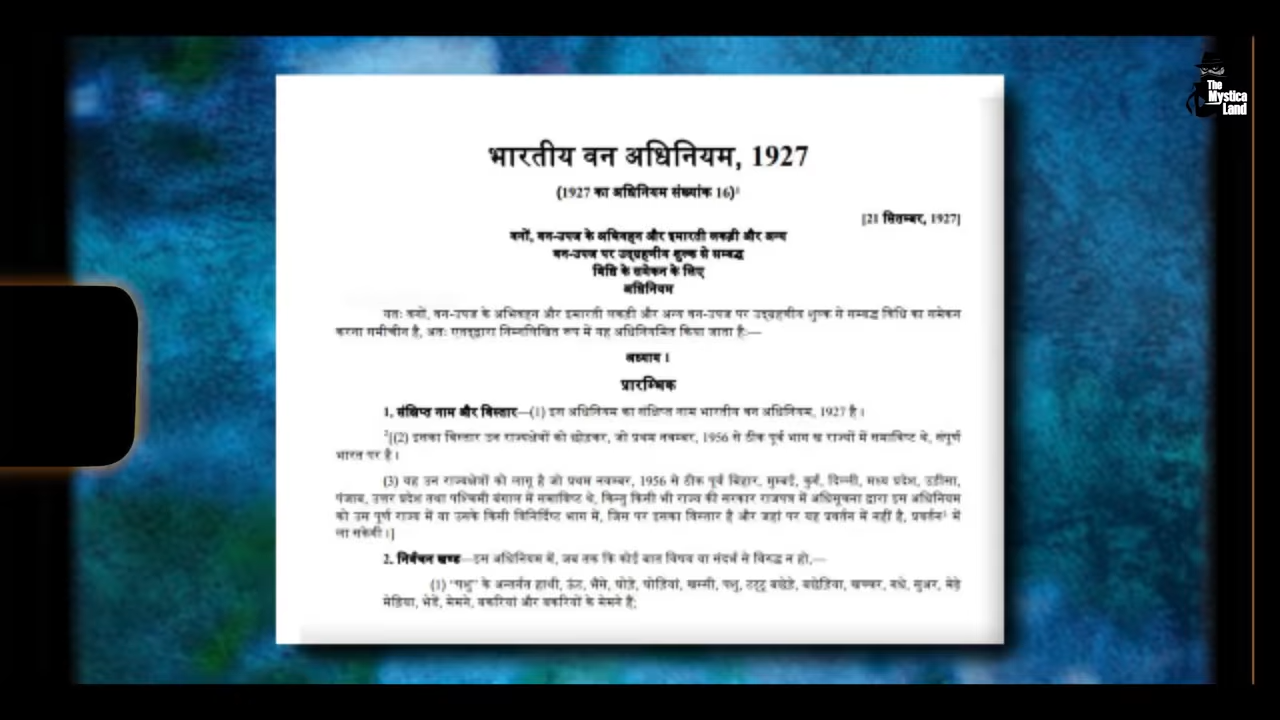 The
Mystica
Land
भारतीय वन अधिनियम, 1927
(1927 का अधिनियम संख्यांक 16)¹
[21 सितम्बर, 1927]
वनों, वन-उपज के अभिवहन और इमारती लकड़ी और अन्य
वन-उपज पर उद्ग्रहणीय शुल्क से सम्बद्ध
विधि के समेकन के लिए
अधिनियम
यतः वनों, वन-उपज के अभिवहन और इमारती लकड़ी और अन्य वन-उपज पर उद्ग्रहणीय शुल्क से सम्बद्ध विधि का समेकन
करना समीचीन है, अतः एतद्द्वारा निम्नलिखित रूप में यह अधिनियमित किया जाता है:—
अध्याय 1
प्रारम्भिक
1. संक्षिप्त नाम और विस्तार—(1) इस अधिनियम का संक्षिप्त नाम भारतीय वन अधिनियम, 1927 है।
²[(2) इसका विस्तार उन राज्यक्षेत्रों को छोड़कर, जो प्रथम नवम्बर, 1956 से ठीक पूर्व भाग ख राज्यों में समाविष्ट थे, संपूर्ण
भारत पर है।
(3) यह उन राज्यक्षेत्रों को लागू है जो प्रथम नवम्बर, 1956 से ठीक पूर्व बिहार, मुम्बई, कुर्ग, दिल्ली, मध्य प्रदेश, उड़ीसा,
पंजाब, उत्तर प्रदेश तथा पश्चिमी बंगाल में समाविष्ट थे, किन्तु किसी भी राज्य की सरकार राजपत्र में अधिसूचना द्वारा इस अधिनियम
को उस पूर्ण राज्य में या उसके किसी विनिर्दिष्ट भाग में, जिस पर इसका विस्तार है और जहां पर यह प्रवर्तन में नहीं है, प्रवर्तन में
ला सकेगी।]
2. निर्वचन खण्ड—इस अधिनियम में, जब तक कि कोई बात विषय या संदर्भ से विरुद्ध न हो,—
(1) "पशु" के अन्तर्गत हाथी, ऊंट, भैंसे, घोड़े, घोड़ियां, खस्सी, पशु, टट्टू बछेड़े, बछेड़ियां, खच्चर, गधे, सुअर, मेढ़े
मेढ़िया, भेड़ें, मेमने, बकरियां और बकरियों के मेमने है;